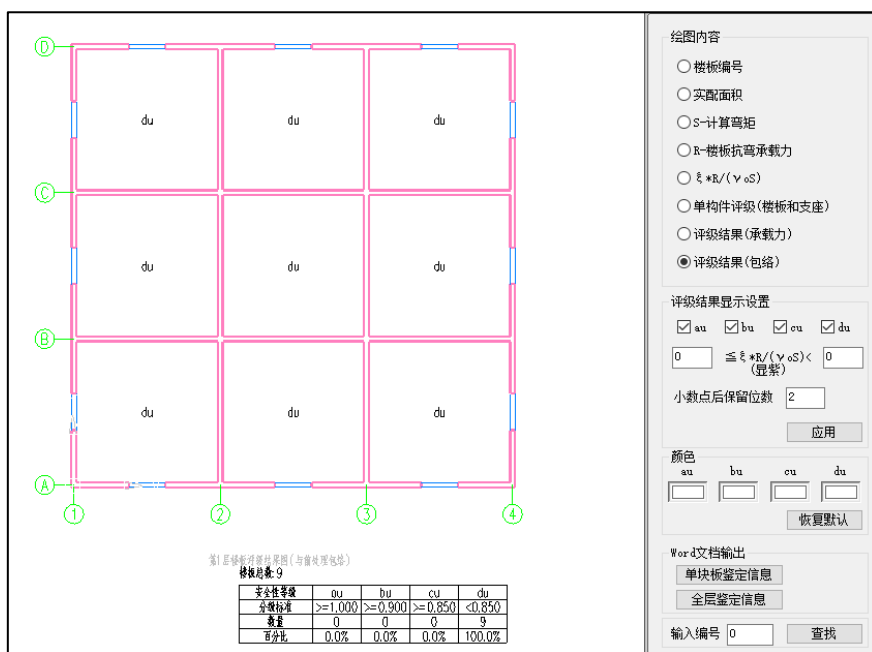 D
du du du
C
du du du
B
du du du
A
1 2 3 4
第1层楼板评级结果图(与前处理包络)
楼板总数:9
安全性等级 au bu cu du
分级标准 >=1.000 >=0.900 >=0.850 <0.850
数量 0 0 0 9
百分比 0.0% 0.0% 0.0% 100.0%
绘图内容
楼板编号
实配面积
S-计算弯矩
R-楼板抗弯承载力
ξ*R/(γoS)
单构件评级(楼板和支座)
评级结果(承载力)
评级结果(包络)
评级结果显示设置
au bu cu du
0 ≦ξ*R/(γoS)< 0
(显紫)
小数点后保留位数 2
应用
颜色
au bu cu du
恢复默认
Word文档输出
单块板鉴定信息
全层鉴定信息
输入编号 0 查找